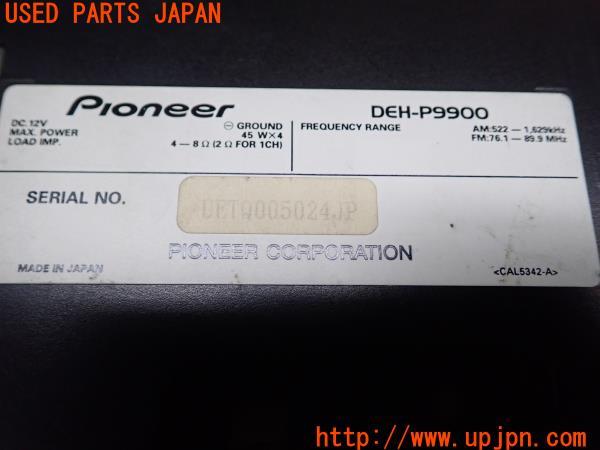 USED PARTS JAPAN
Pioneer
DEH-P9900
DC. 12V ⊖ GROUND
MAX. POWER 45 W×4
LOAD IMP. 4 – 8 Ω (2 Ω FOR 1CH)
FREQUENCY RANGE AM:522 – 1,629kHz
FM:76.1 – 89.9 MHz
SERIAL NO. UETQ005024JP
PIONEER CORPORATION
MADE IN JAPAN
<CAL5342-A>
(U.P.J)
http://www.upjpn.com/